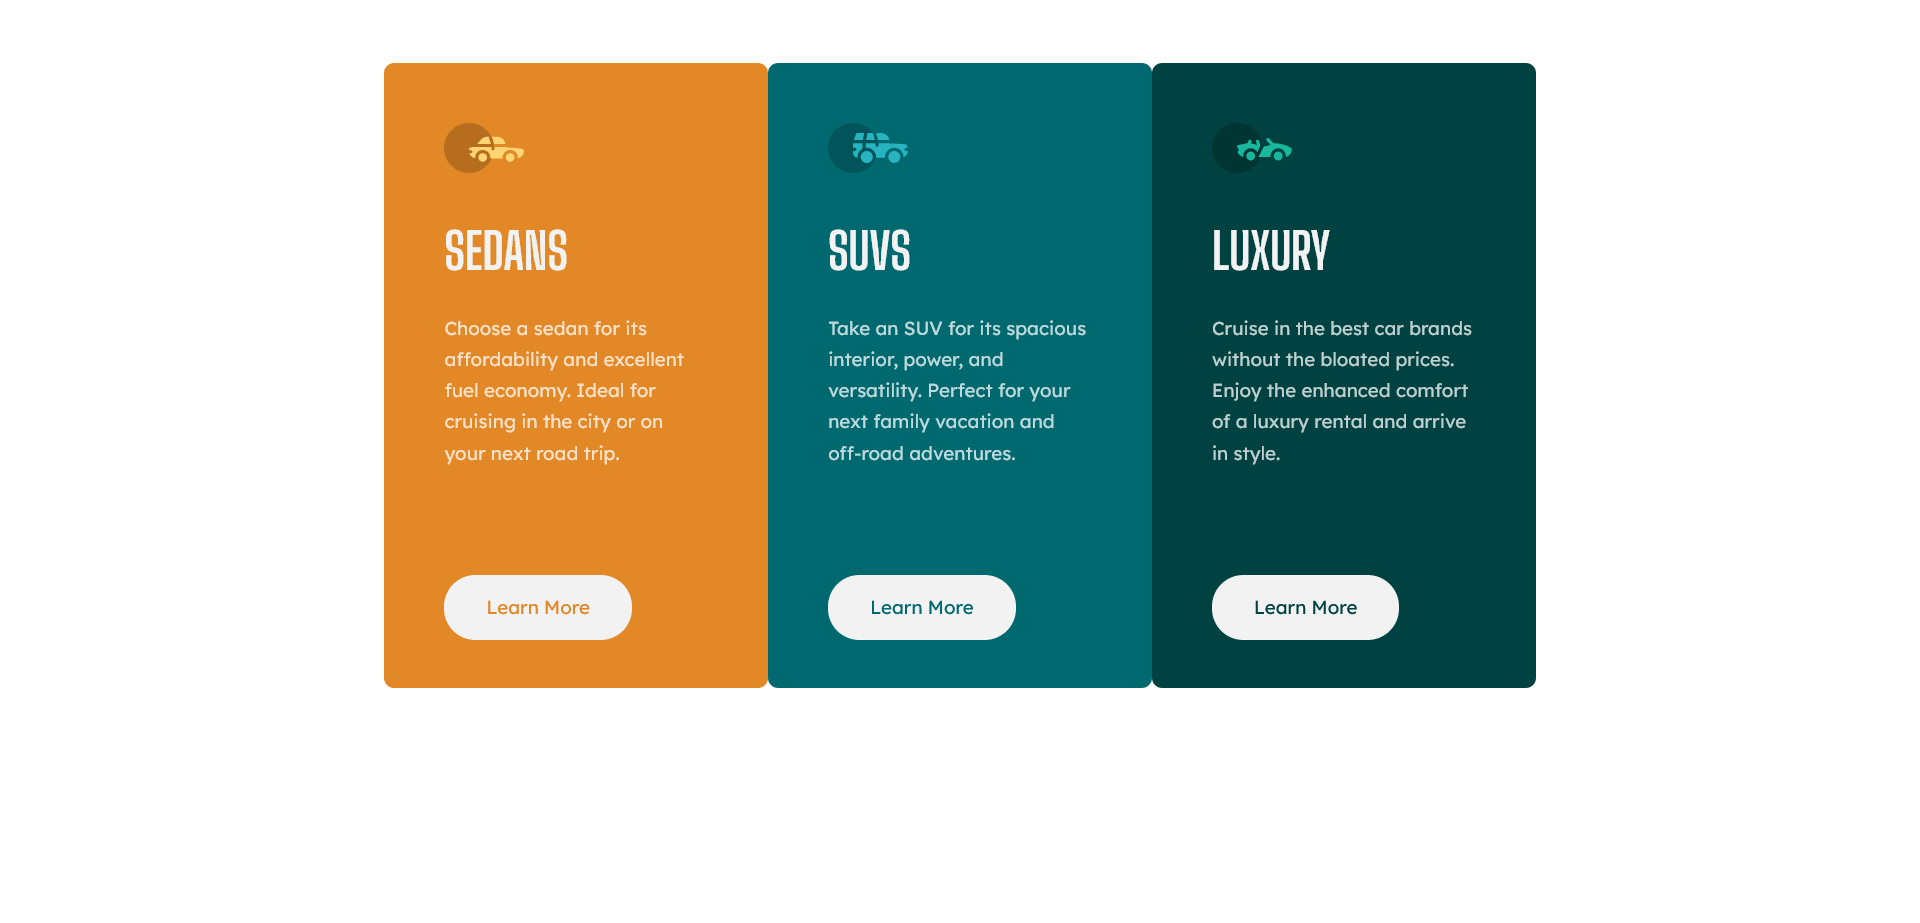 SEDANS
Choose a sedan for its
affordability and excellent
fuel economy. Ideal for
cruising in the city or on
your next road trip.
Learn More
SUVS
Take an SUV for its spacious
interior, power, and
versatility. Perfect for your
next family vacation and
off-road adventures.
Learn More
LUXURY
Cruise in the best car brands
without the bloated prices.
Enjoy the enhanced comfort
of a luxury rental and arrive
in style.
Learn More